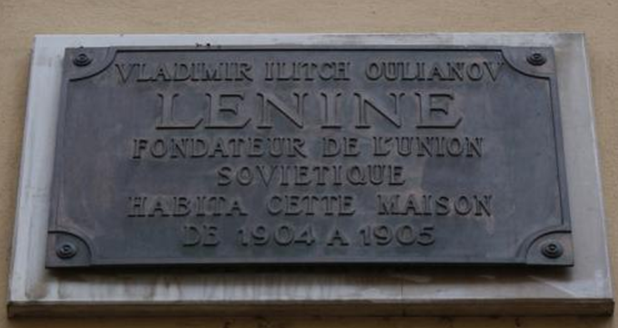 VLADIMIR ILITCH OULIANOV
LENINE
FONDATEUR DE L'UNION
SOVIETIQUE
HABITA CETTE MAISON
DE 1904 A 1905